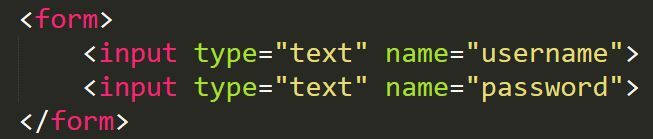 <form>
<input type="text" name="username">
<input type="text" name="password">
</form>